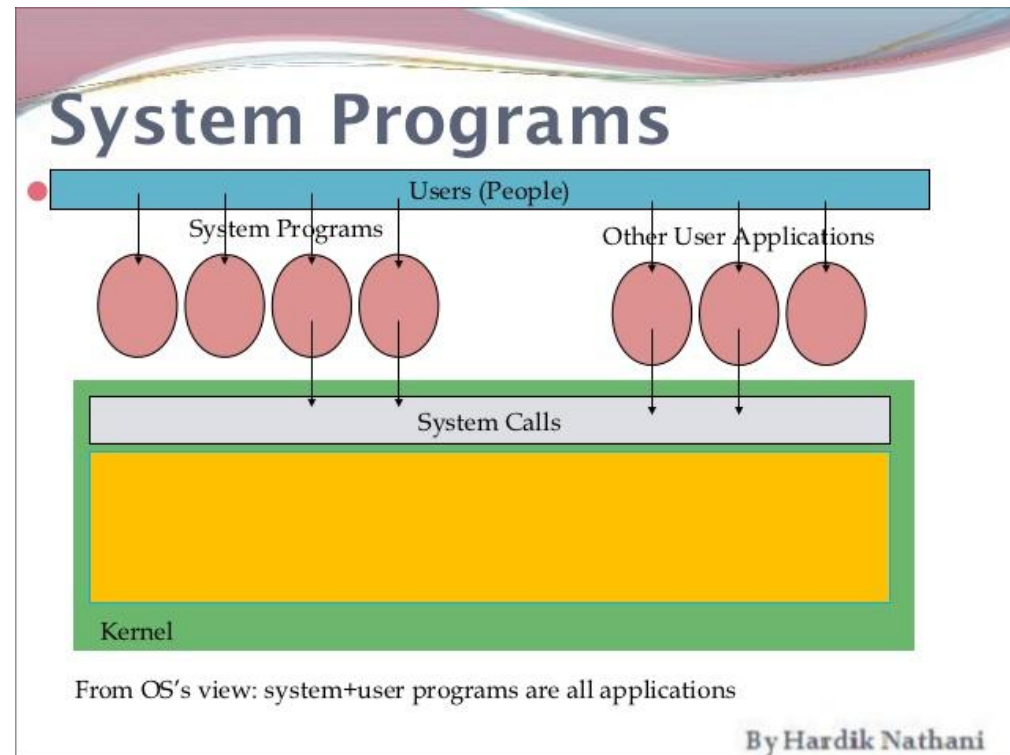 System Programs
Users (People)
System Programs
Other User Applications
System Calls
Kernel
From OS's view: system+user programs are all applications
By Hardik Nathani